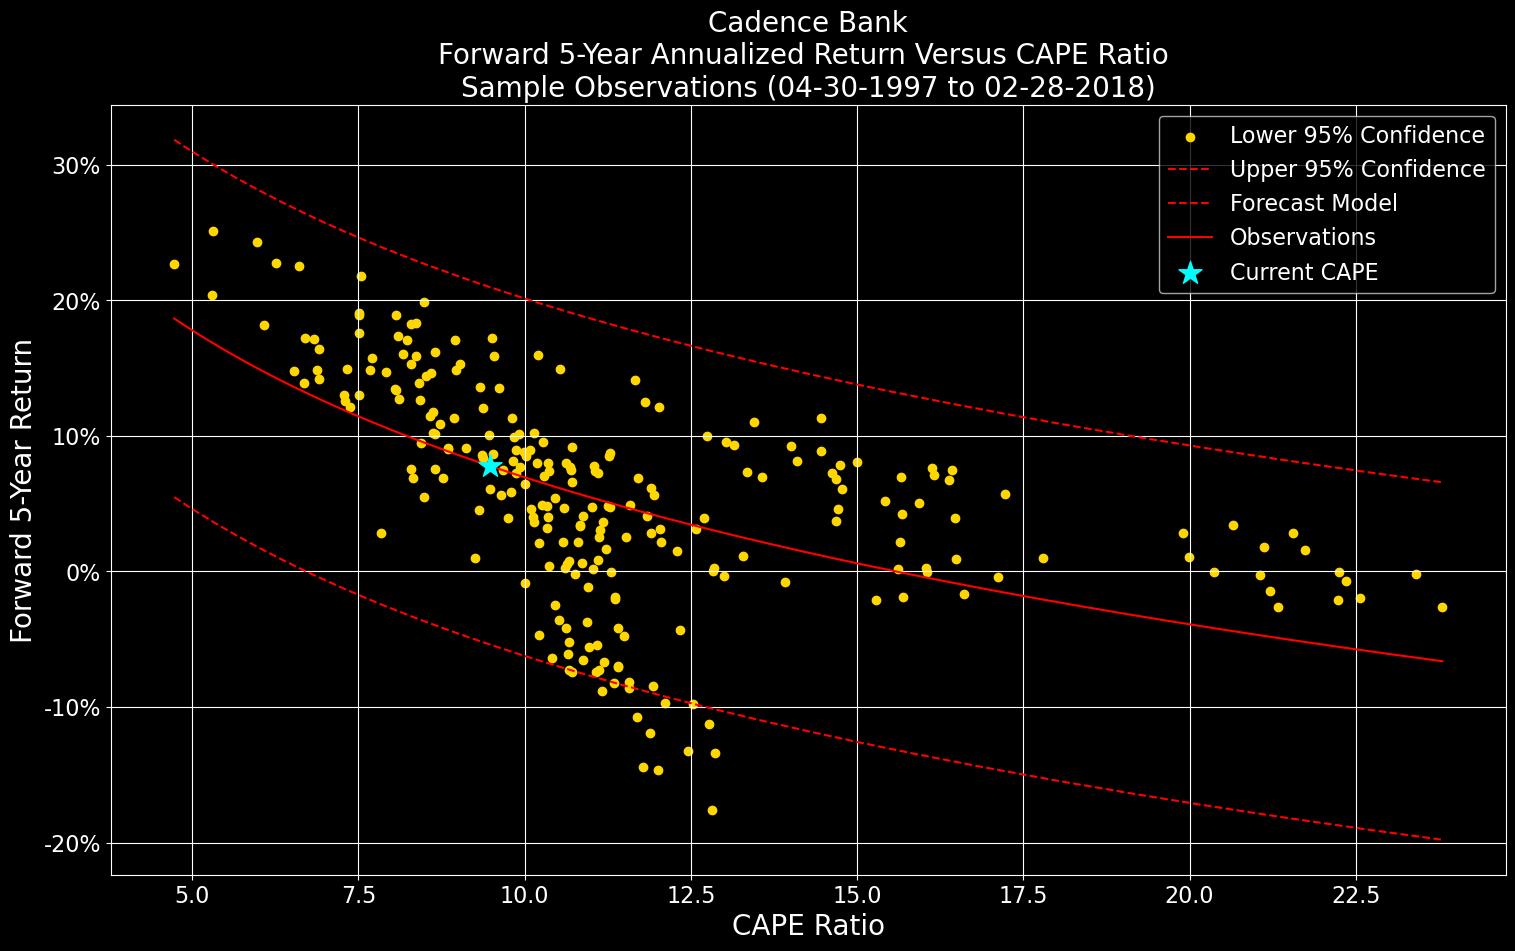 Cadence Bank
Forward 5-Year Annualized Return Versus CAPE Ratio
Sample Observations (04-30-1997 to 02-28-2018)
Lower 95% Confidence
Upper 95% Confidence
Forecast Model
Observations
Current CAPE
Forward 5-Year Return
30%
20%
10%
0%
-10%
-20%
5.0 7.5 10.0 12.5 15.0 17.5 20.0 22.5
CAPE Ratio